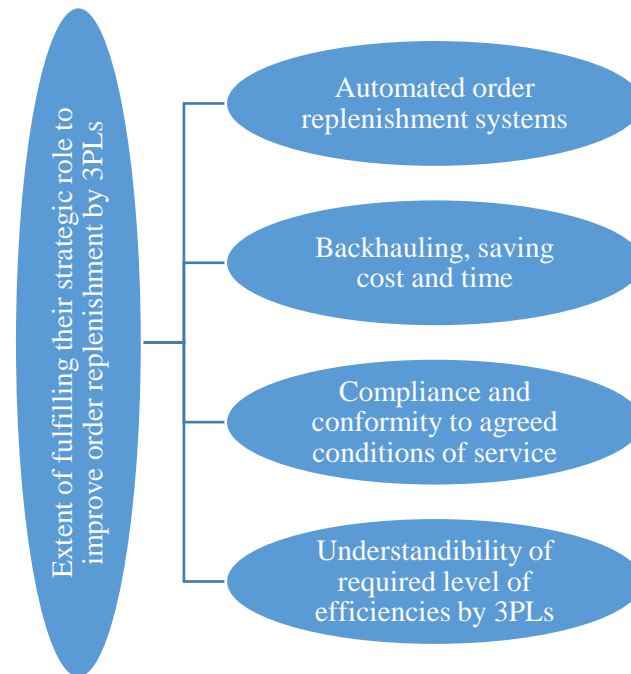 Extent of fulfilling their strategic role to
improve order replenishment by 3PLs
Automated order
replenishment systems
Backhauling, saving
cost and time
Compliance and
conformity to agreed
conditions of service
Understandibility of
required level of
efficiencies by 3PLs